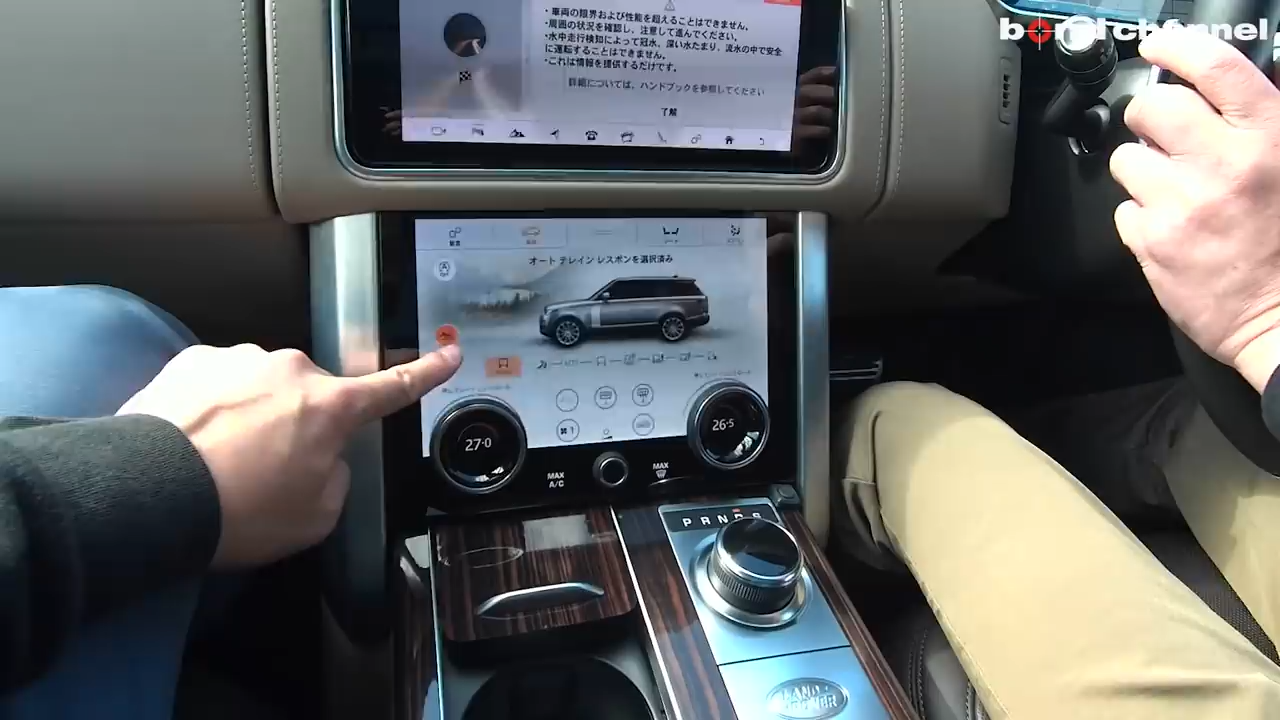 ・車両の限界および性能を超えることはできません。
・周囲の状況を確認し、注意して進んでください。
・水中走行検知によって冠水、深い水たまり、流水の中で安全
に運転することはできません。
・これは情報を提供するだけです。
詳細については、ハンドブックを参照してください
了解
オート テレイン レスポンを選択済み
27·0
26·5
MAX
A/C
MAX
P R N D S
LAND
ROVER